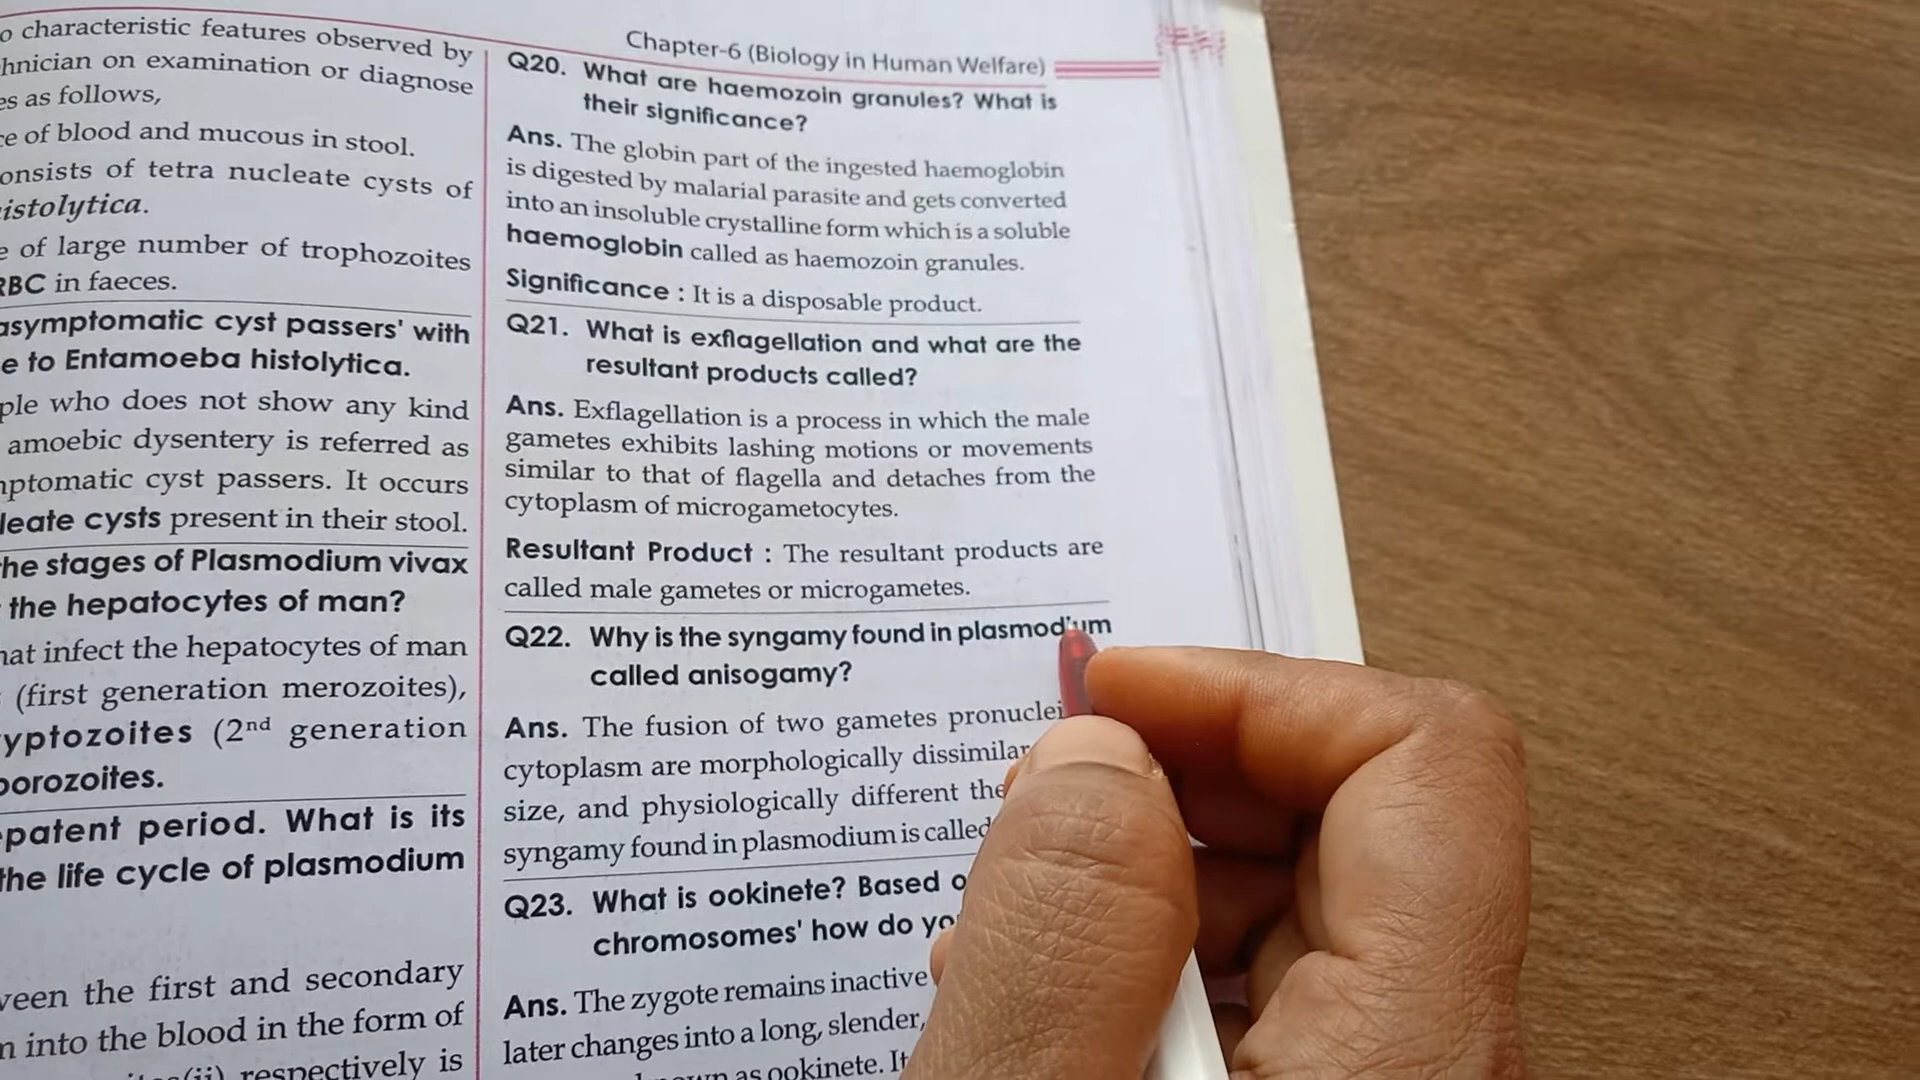 o characteristic features observed by
hnician on examination or diagnose
es as follows,
e of blood and mucous in stool.
onsists of tetra nucleate cysts of
istolytica.
e of large number of trophozoites
RBC in faeces.
asymptomatic cyst passers' with
e to Entamoeba histolytica.
ple who does not show any kind
amoebic dysentery is referred as
mptomatic cyst passers. It occurs
leate cysts present in their stool.
he stages of Plasmodium vivax
the hepatocytes of man?
hat infect the hepatocytes of man
(first generation merozoites),
yptozoites (2nd generation
porozoites.
patent period. What is its
the life cycle of plasmodium
ween the first and secondary
n into the blood in the form of
respectively is
Chapter-6 (Biology in Human Welfare)
Q20. What are haemozoin granules? What is
their significance?
Ans. The globin part of the ingested haemoglobin
is digested by malarial parasite and gets converted
into an insoluble crystalline form which is a soluble
haemoglobin called as haemozoin granules.
Significance : It is a disposable product.
Q21. What is exflagellation and what are the
resultant products called?
Ans. Exflagellation is a process in which the male
gametes exhibits lashing motions or movements
similar to that of flagella and detaches from the
cytoplasm of microgametocytes.
Resultant Product : The resultant products are
called male gametes or microgametes.
Q22. Why is the syngamy found in plasmodium
called anisogamy?
Ans. The fusion of two gametes pronuclei
cytoplasm are morphologically dissimilar
size, and physiologically different the
syngamy found in plasmodium is called
Q23. What is ookinete? Based o
chromosomes' how do yo
Ans. The zygote remains inactive
later changes into a long, slender,
as ookinete. It